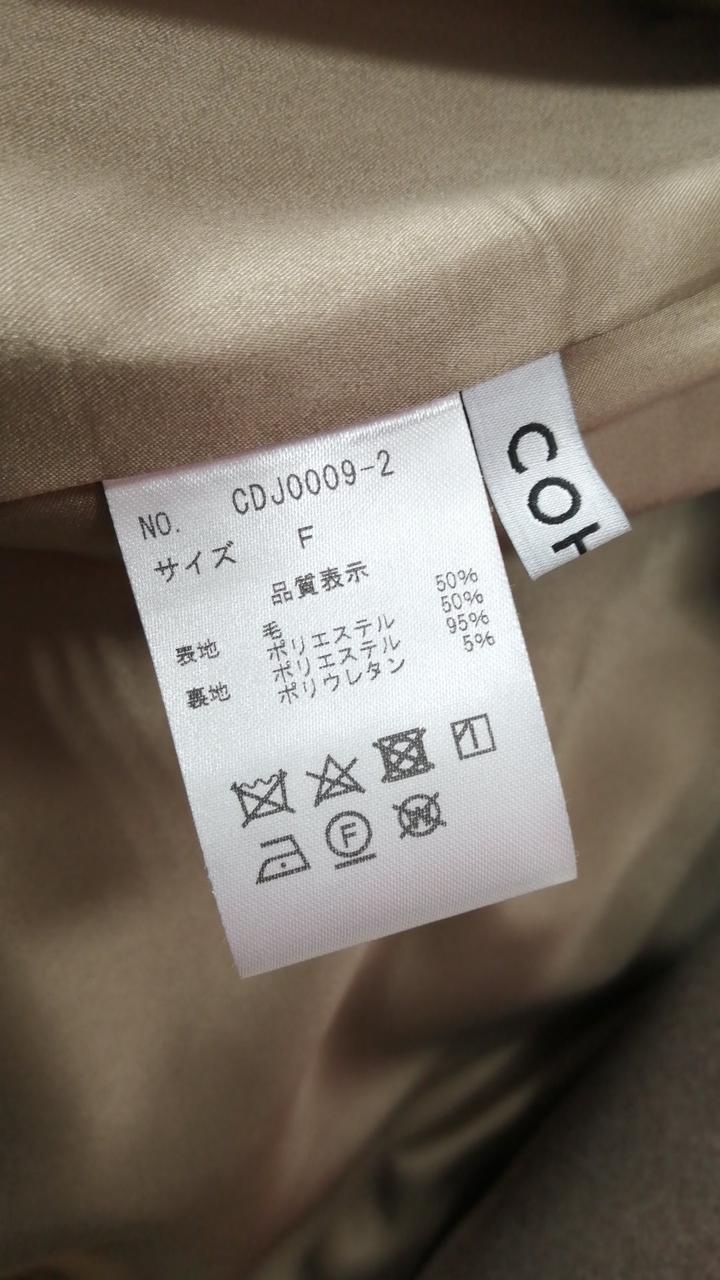 NO. CDJ0009-2
サイズ F
品質表示
表地 毛 50%
ポリエステル 50%
裏地 ポリエステル 95%
ポリウレタン 5%
F
W
COH